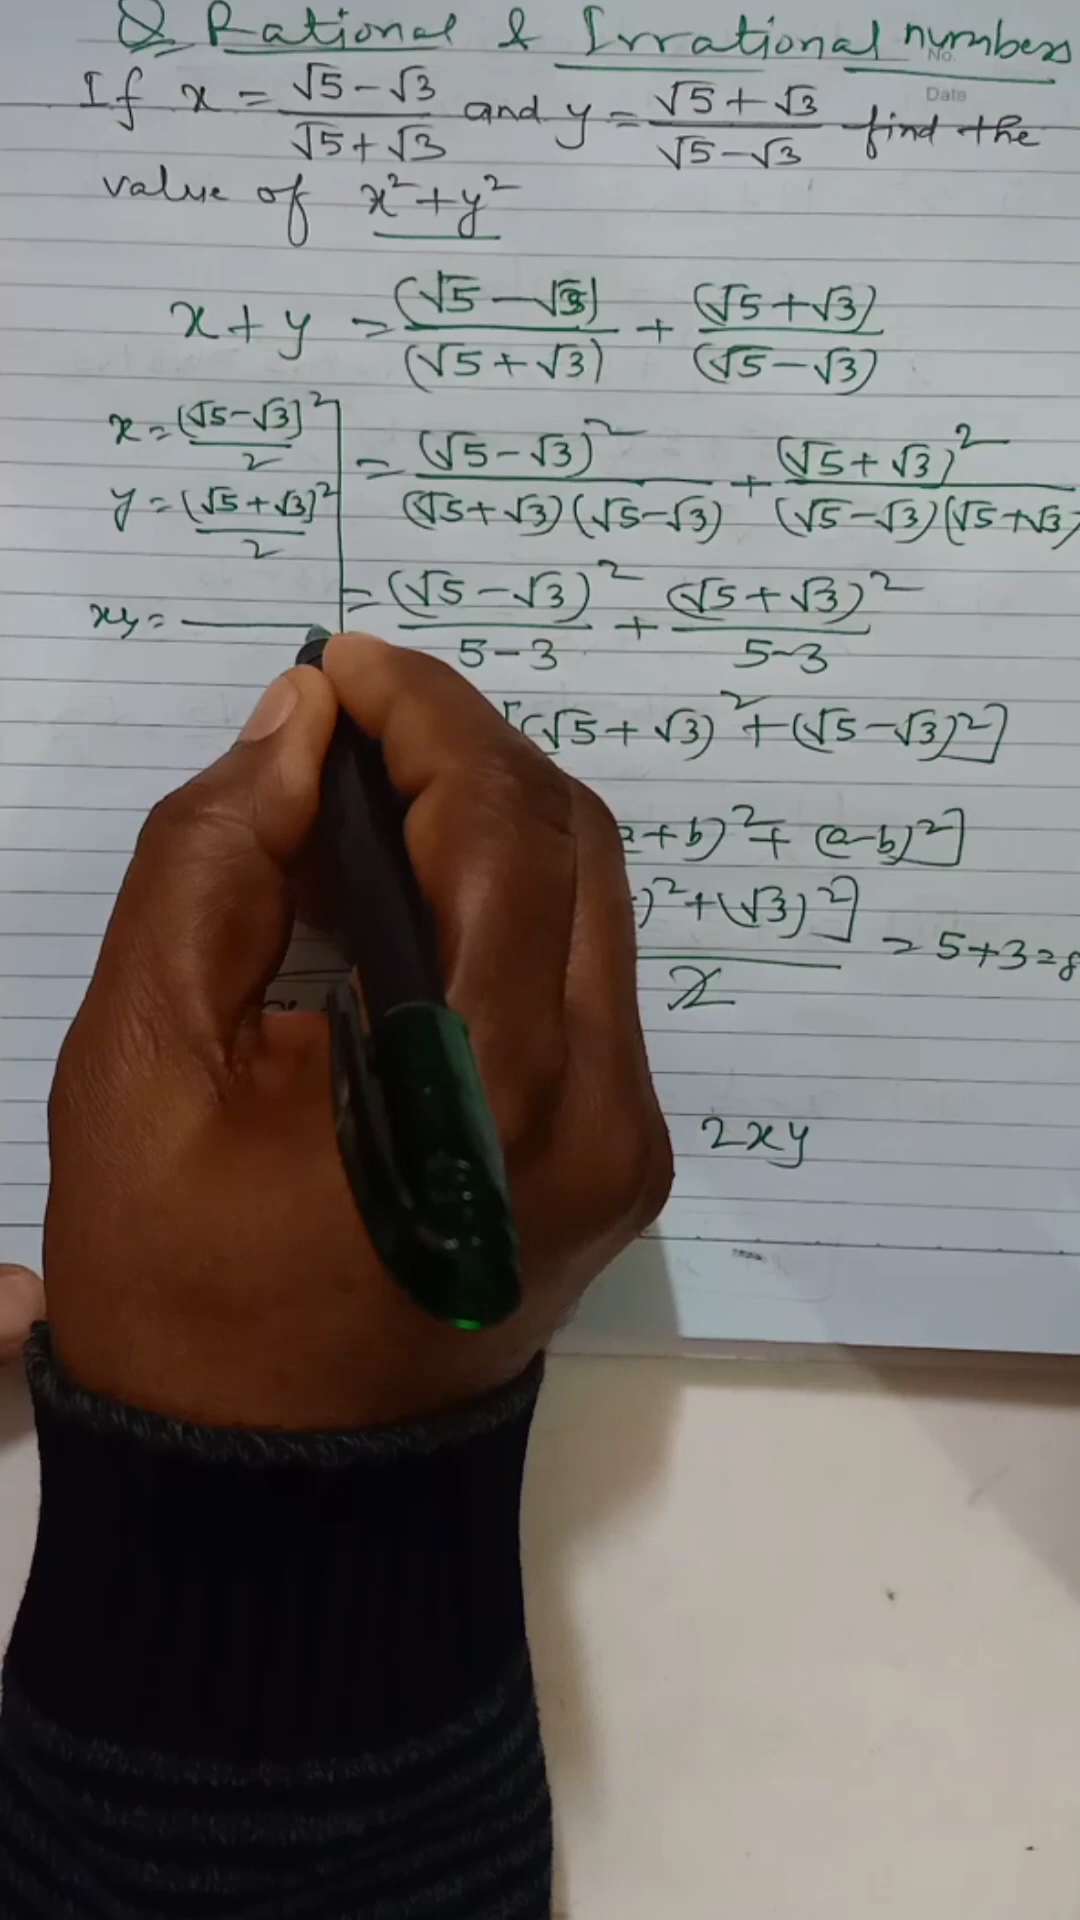 Q Rational & Irrational numbers
No.
Date
If x = √5-√3/√5+√3 and y = √5+√3/√5-√3 find the
value of x²+y²
x+y = (√5-√3)/(√5+√3) + (√5+√3)/(√5-√3)
x = (√5-√3)²/2
= (√5-√3)²/(√5+√3)(√5-√3) + (√5+√3)²/(√5-√3)(√5+√3)
y = (√5+√3)²/2
xy =
= (√5-√3)²/5-3 + (√5+√3)²/5-3
[(√5+√3)²+(√5-√3)²]
a+b)²+(a-b)²]
)²+(√3)²]/2 = 5+3=8
2xy